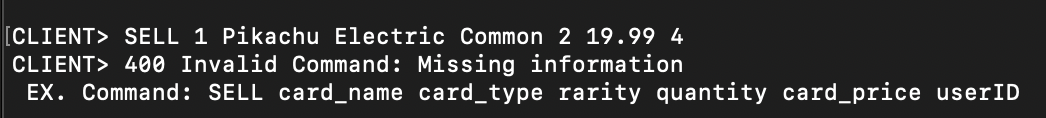 CLIENT> SELL 1 Pikachu Electric Common 2 19.99 4
CLIENT> 400 Invalid Command: Missing information
EX. Command: SELL card_name card_type rarity quantity card_price userID